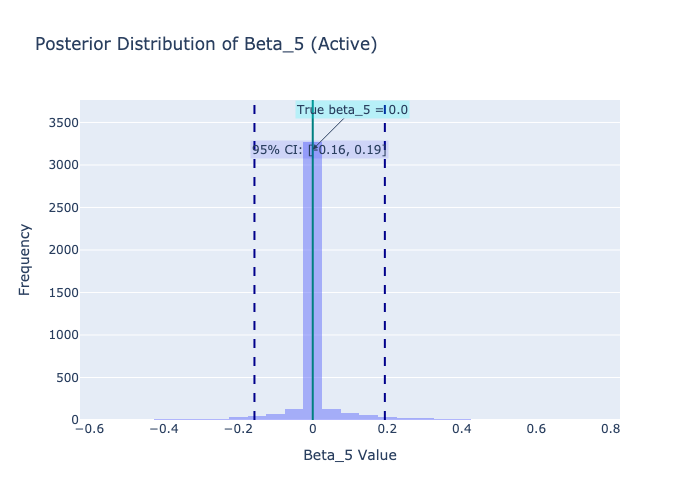 Posterior Distribution of Beta_5 (Active)
True beta_5 = 0.0
95% CI: [-0.16, 0.19]
3500
3000
2500
2000
1500
1000
500
0
Frequency
−0.6 −0.4 −0.2 0 0.2 0.4 0.6 0.8
Beta_5 Value